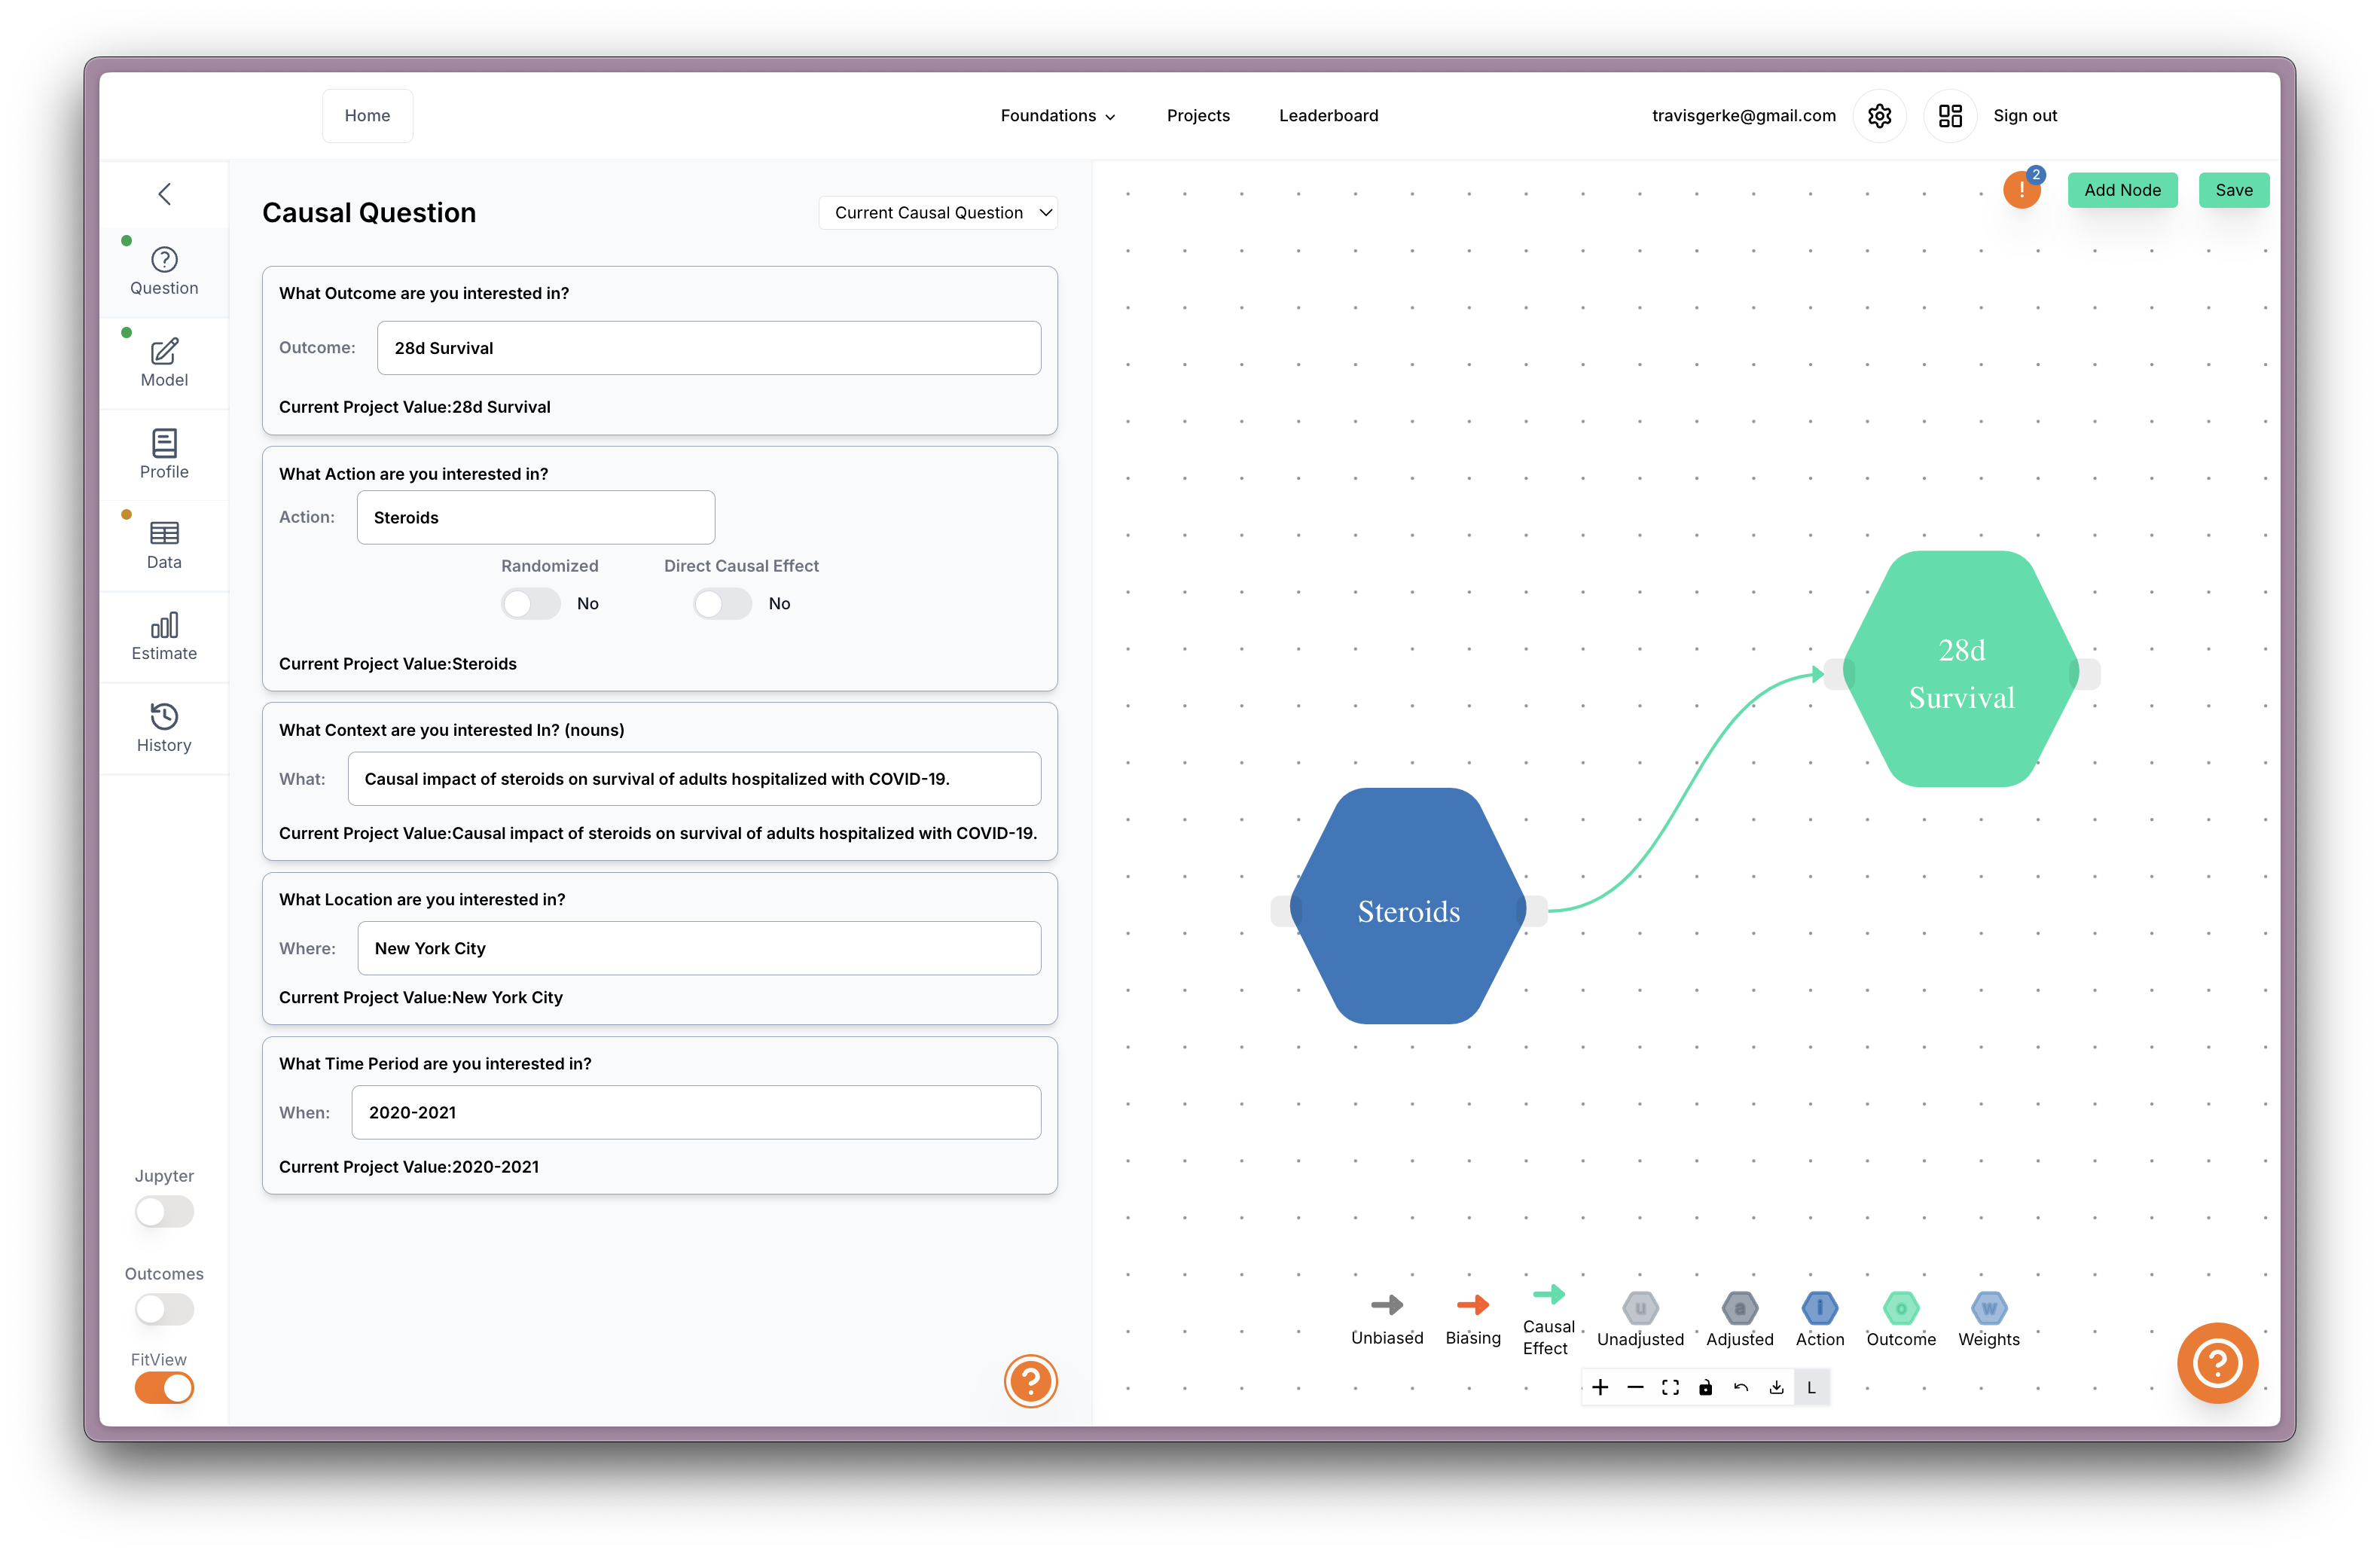 Home
Foundations
Projects
Leaderboard
travisgerke@gmail.com
Sign out
Question
Model
Profile
Data
Estimate
History
Jupyter
Outcomes
FitView
Causal Question
Current Causal Question
What Outcome are you interested in?
Outcome:
28d Survival
Current Project Value:28d Survival
What Action are you interested in?
Action:
Steroids
Randomized
Direct Causal Effect
No
No
Current Project Value:Steroids
What Context are you interested In? (nouns)
What:
Causal impact of steroids on survival of adults hospitalized with COVID-19.
Current Project Value:Causal impact of steroids on survival of adults hospitalized with COVID-19.
What Location are you interested in?
Where:
New York City
Current Project Value:New York City
What Time Period are you interested in?
When:
2020-2021
Current Project Value:2020-2021
?
!
2
Add Node
Save
28d
Survival
Steroids
Unbiased
Biasing
Causal
Effect
u
Unadjusted
a
Adjusted
i
Action
o
Outcome
w
Weights
L
?